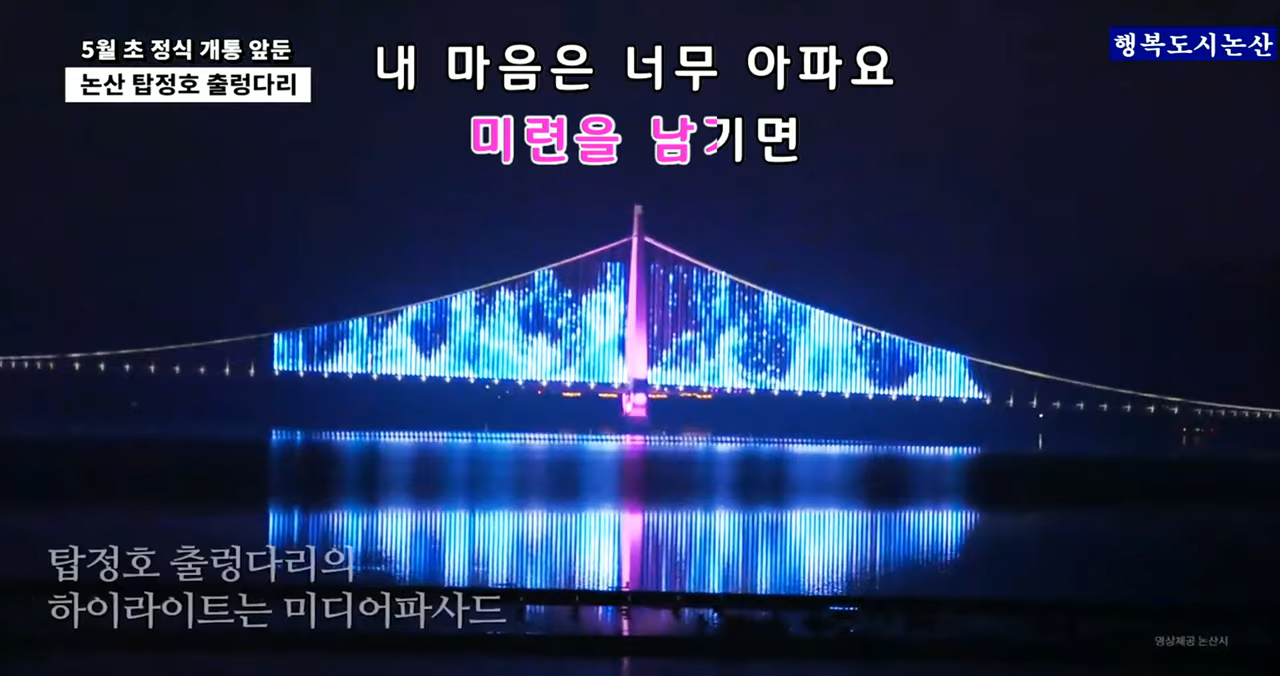 5월 초 정식 개통 앞둔
논산 탑정호 출렁다리
행복도시논산
내 마음은 너무 아파요
미련을 남기면
탑정호 출렁다리의
하이라이트는 미디어파사드
영상제공 논산시